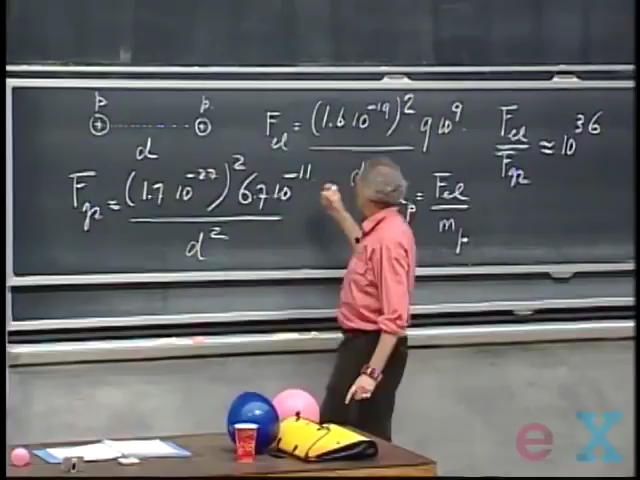 p p.
⊕ ........ ⊕
d
F_el = (1.6 10^-19)^2 9 10^9.
d
F_el / F_gr ≈ 10^36
F_gr = (1.7 10^-27)^2 6.7 10^-11 / d^2
p = F_el / m_p
e X